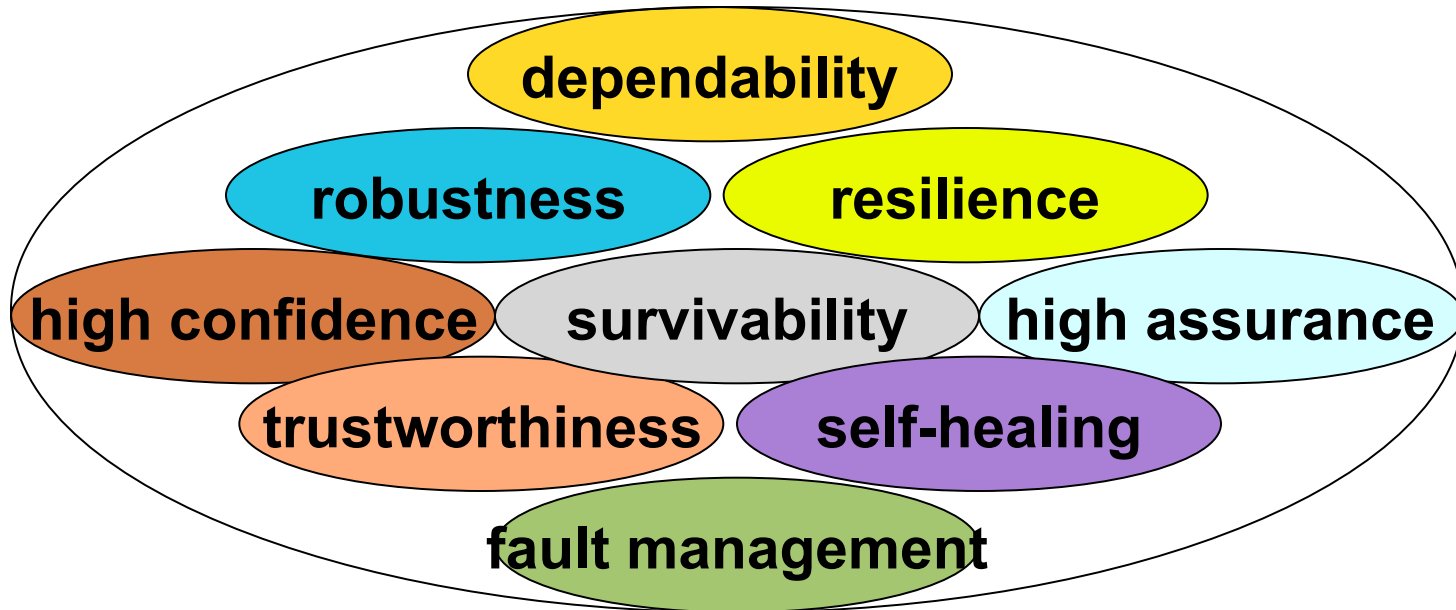 dependability
robustness
resilience
high confidence
survivability
high assurance
trustworthiness
self-healing
fault management